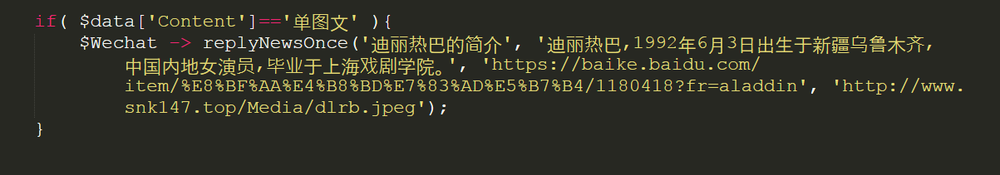 if( $data['Content']=='单图文' ){
$Wechat -> replyNewsOnce('迪丽热巴的简介', '迪丽热巴,1992年6月3日出生于新疆乌鲁木齐,
中国内地女演员,毕业于上海戏剧学院。', 'https://baike.baidu.com/
item/%E8%BF%AA%E4%B8%BD%E7%83%AD%E5%B7%B4/1180418?fr=aladdin', 'http://www.
snk147.top/Media/dlrb.jpeg');
}